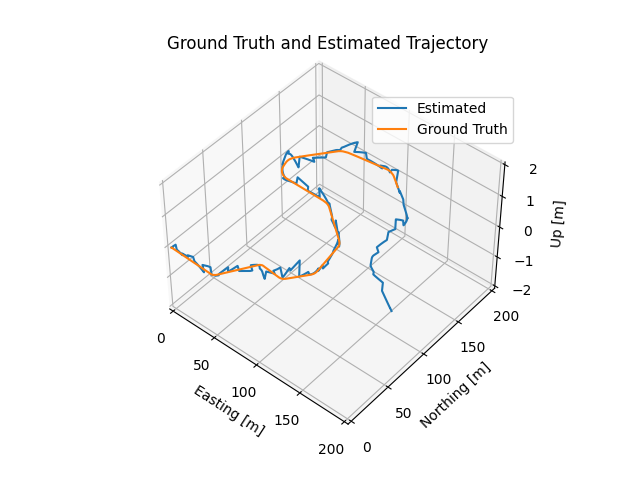 Ground Truth and Estimated Trajectory
Estimated
Ground Truth
2
1
0
−1
−2
Up [m]
0
50
100
150
200
Easting [m]
0
50
100
150
200
Northing [m]